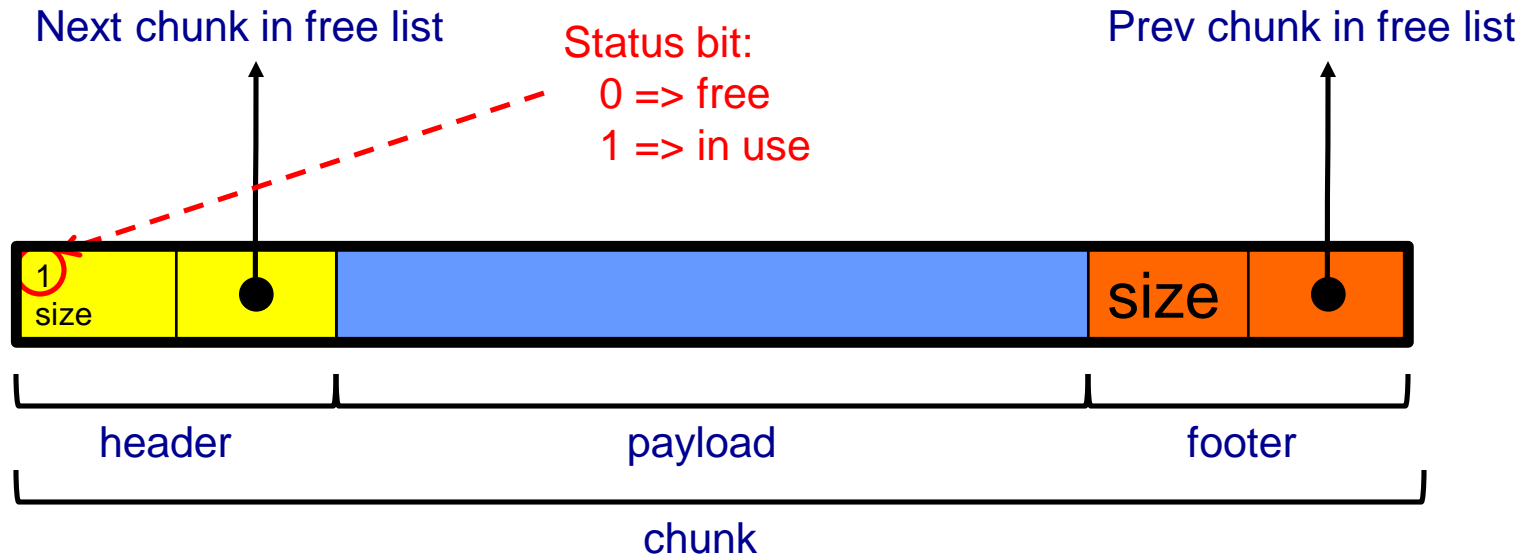 Next chunk in free list
Status bit:
0 => free
1 => in use
Prev chunk in free list
1
size
size
header
payload
footer
chunk